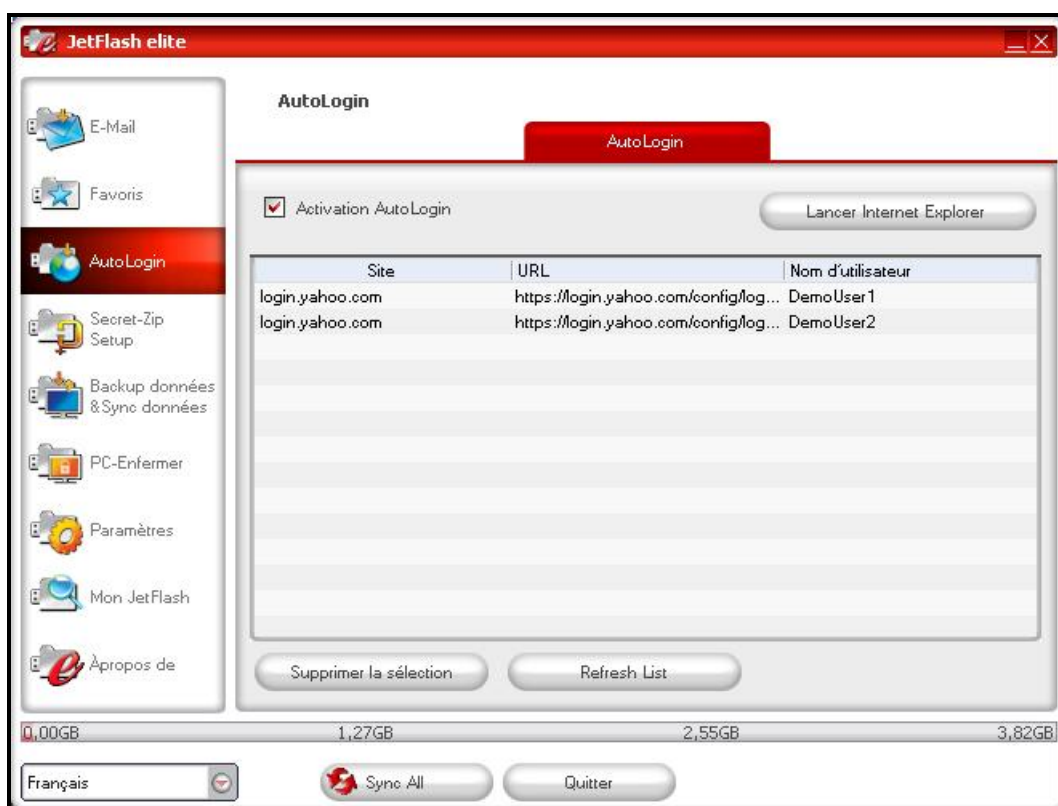 JetFlash elite
E-Mail
Favoris
AutoLogin
Secret-Zip
Setup
Backup données
&Sync données
PC-Enfermer
Paramètres
Mon JetFlash
Àpropos de
AutoLogin
AutoLogin
Activation AutoLogin
Lancer Internet Explorer
Site URL Nom d'utilisateur
login.yahoo.com https://login.yahoo.com/config/log... DemoUser1
login.yahoo.com https://login.yahoo.com/config/log... DemoUser2
Supprimer la sélection
Refresh List
0,00GB 1,27GB 2,55GB 3,82GB
Français
Sync All
Quitter